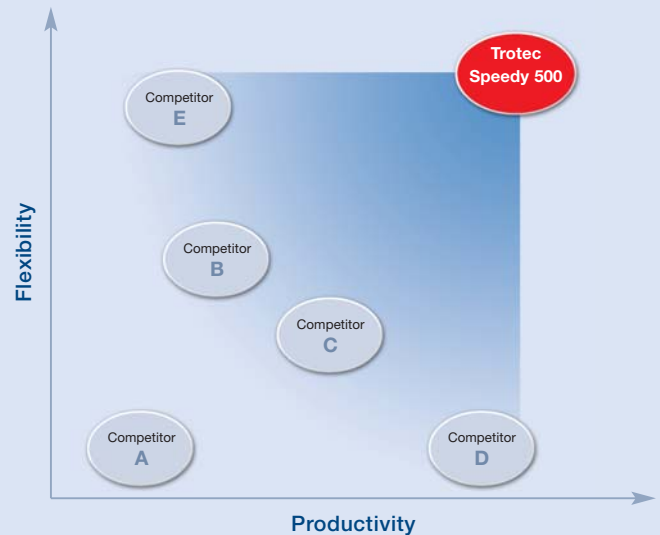 Trotec
Speedy 500
Competitor
E
Flexibility
Competitor
B
Competitor
C
Competitor
A
Competitor
D
Productivity